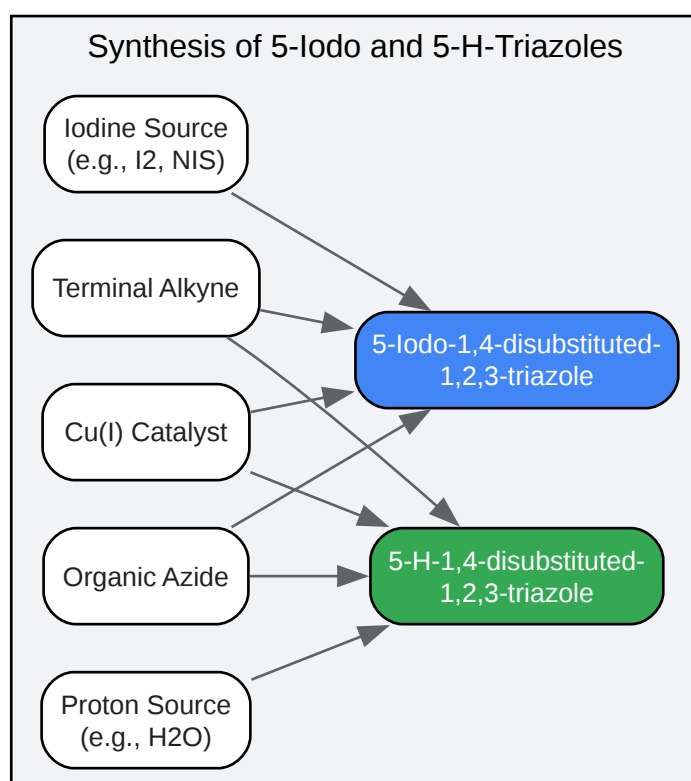 Synthesis of 5-Iodo and 5-H-Triazoles
Iodine Source
(e.g., I2, NIS)
Terminal Alkyne
5-Iodo-1,4-disubstituted-
1,2,3-triazole
Cu(I) Catalyst
Organic Azide
5-H-1,4-disubstituted-
1,2,3-triazole
Proton Source
(e.g., H2O)